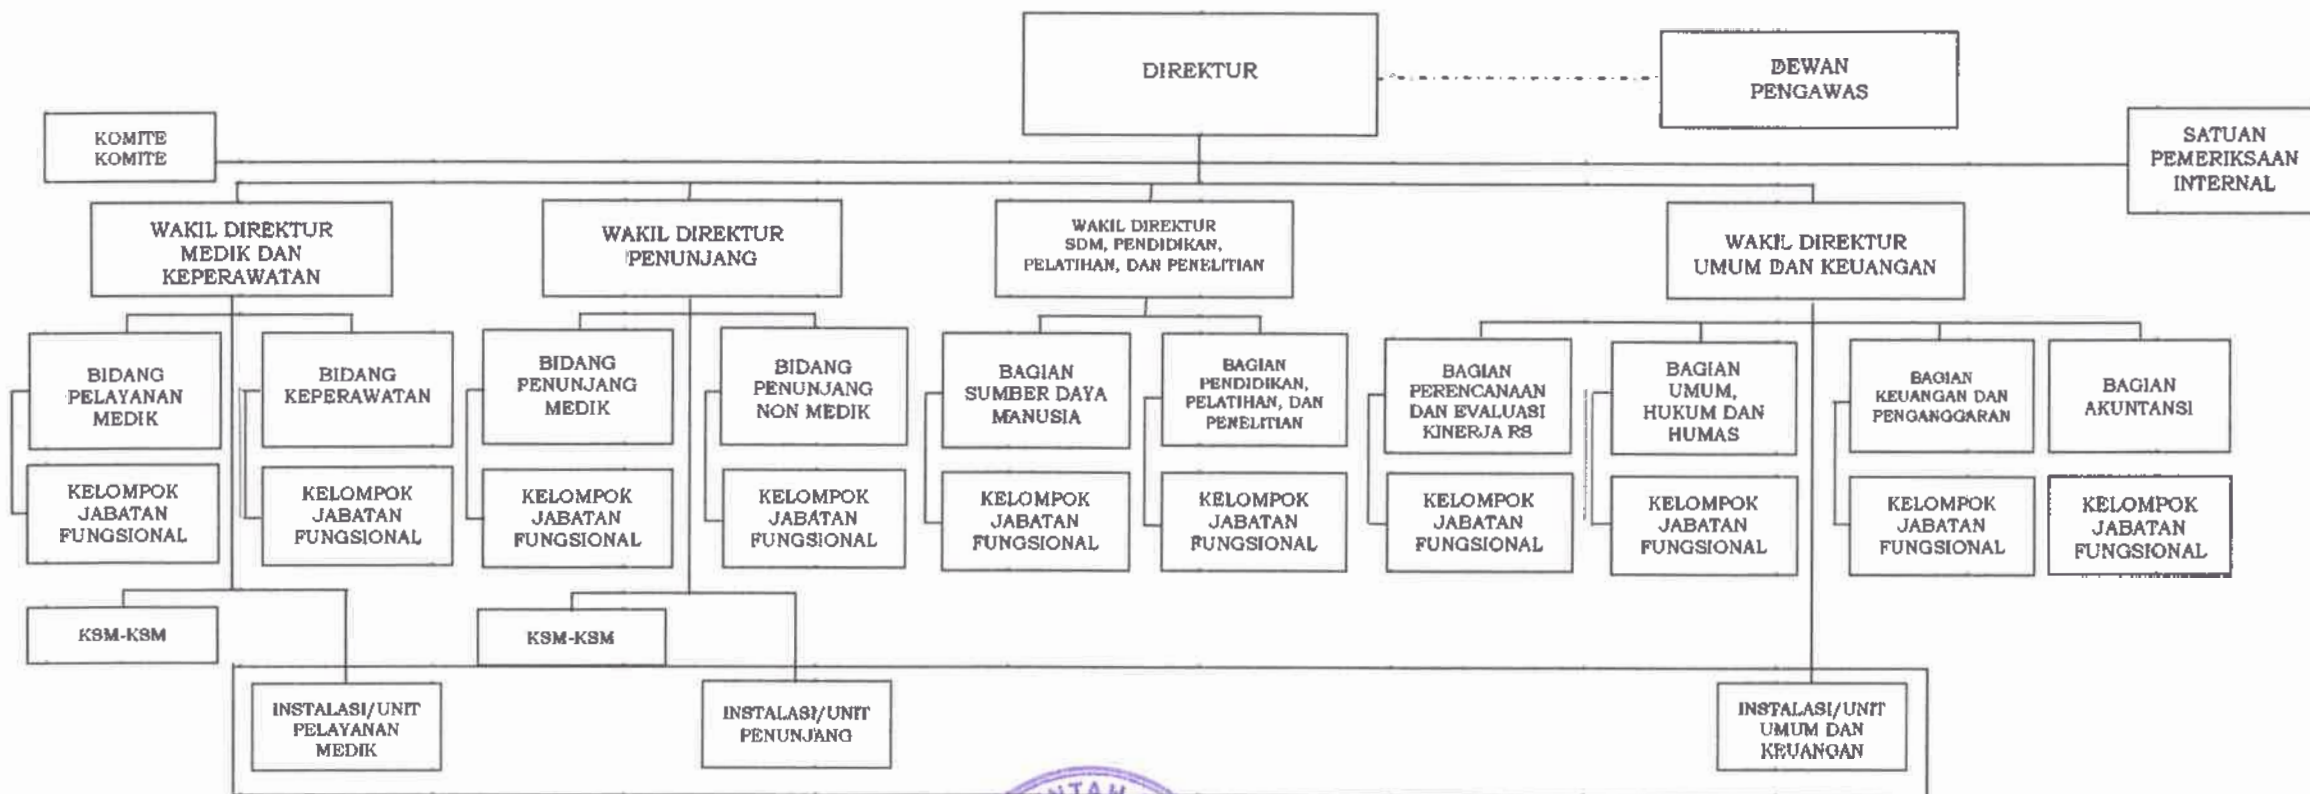 DIREKTUR
DEWAN
PENGAWAS
KOMITE
KOMITE
SATUAN
PEMERIKSAAN
INTERNAL
WAKIL DIREKTUR
MEDIK DAN
KEPERAWATAN
WAKIL DIREKTUR
PENUNJANG
WAKIL DIREKTUR
SDM, PENDIDIKAN,
PELATIHAN, DAN PENELITIAN
WAKIL DIREKTUR
UMUM DAN KEUANGAN
BIDANG
PELAYANAN
MEDIK
BIDANG
KEPERAWATAN
BIDANG
PENUNJANG
MEDIK
BIDANG
PENUNJANG
NON MEDIK
BAGIAN
SUMBER DAYA
MANUSIA
BAGIAN
PENDIDIKAN,
PELATIHAN, DAN
PENELITIAN
BAGIAN
PERENCANAAN
DAN EVALUASI
KINERJA RS
BAGIAN
UMUM,
HUKUM DAN
HUMAS
BAGIAN
KEUANGAN DAN
PENGANGGARAN
BAGIAN
AKUNTANSI
KELOMPOK
JABATAN
FUNGSIONAL
KELOMPOK
JABATAN
FUNGSIONAL
KELOMPOK
JABATAN
FUNGSIONAL
KELOMPOK
JABATAN
FUNGSIONAL
KELOMPOK
JABATAN
FUNGSIONAL
KELOMPOK
JABATAN
FUNGSIONAL
KELOMPOK
JABATAN
FUNGSIONAL
KELOMPOK
JABATAN
FUNGSIONAL
KELOMPOK
JABATAN
FUNGSIONAL
KELOMPOK
JABATAN
FUNGSIONAL
KSM-KSM
KSM-KSM
INSTALASI/UNIT
PELAYANAN
MEDIK
INSTALASI/UNIT
PENUNJANG
INSTALASI/UNIT
UMUM DAN
KEUANGAN